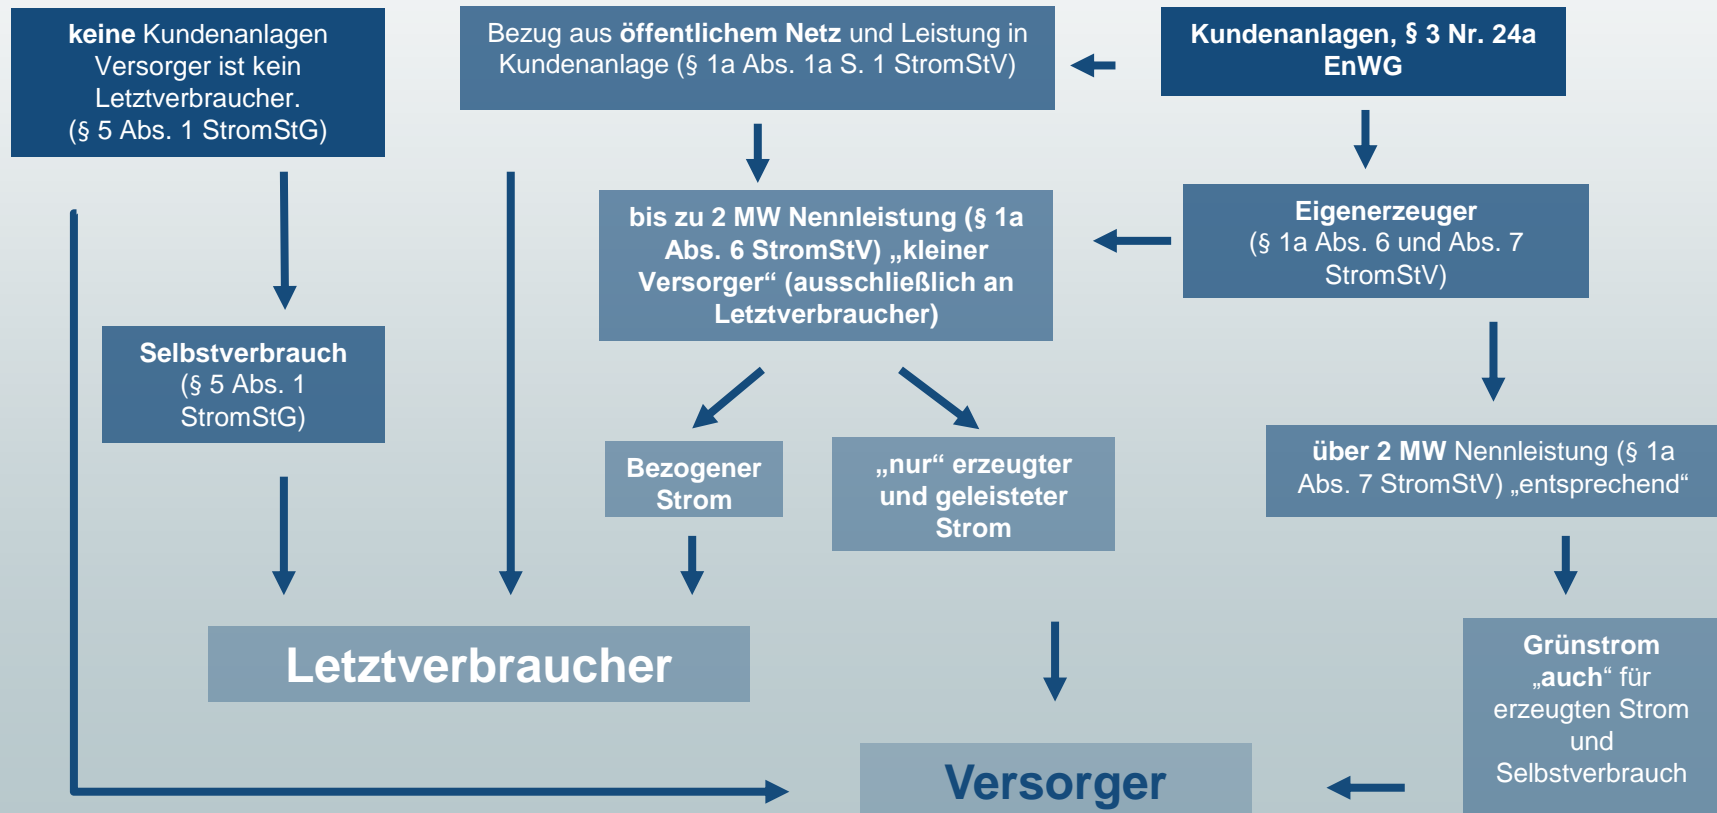 keine Kundenanlagen
Versorger ist kein
Letztverbraucher.
(§ 5 Abs. 1 StromStG)
Bezug aus öffentlichem Netz und Leistung in
Kundenanlage (§ 1a Abs. 1a S. 1 StromStV)
Kundenanlagen, § 3 Nr. 24a
EnWG
bis zu 2 MW Nennleistung (§ 1a
Abs. 6 StromStV) „kleiner
Versorger“ (ausschließlich an
Letztverbraucher)
Eigenerzeuger
(§ 1a Abs. 6 und Abs. 7
StromStV)
Selbstverbrauch
(§ 5 Abs. 1
StromStG)
Bezogener
Strom
„nur“ erzeugter
und geleisteter
Strom
über 2 MW Nennleistung (§ 1a
Abs. 7 StromStV) „entsprechend“
Letztverbraucher
Grünstrom
„auch“ für
erzeugten Strom
und
Selbstverbrauch
Versorger